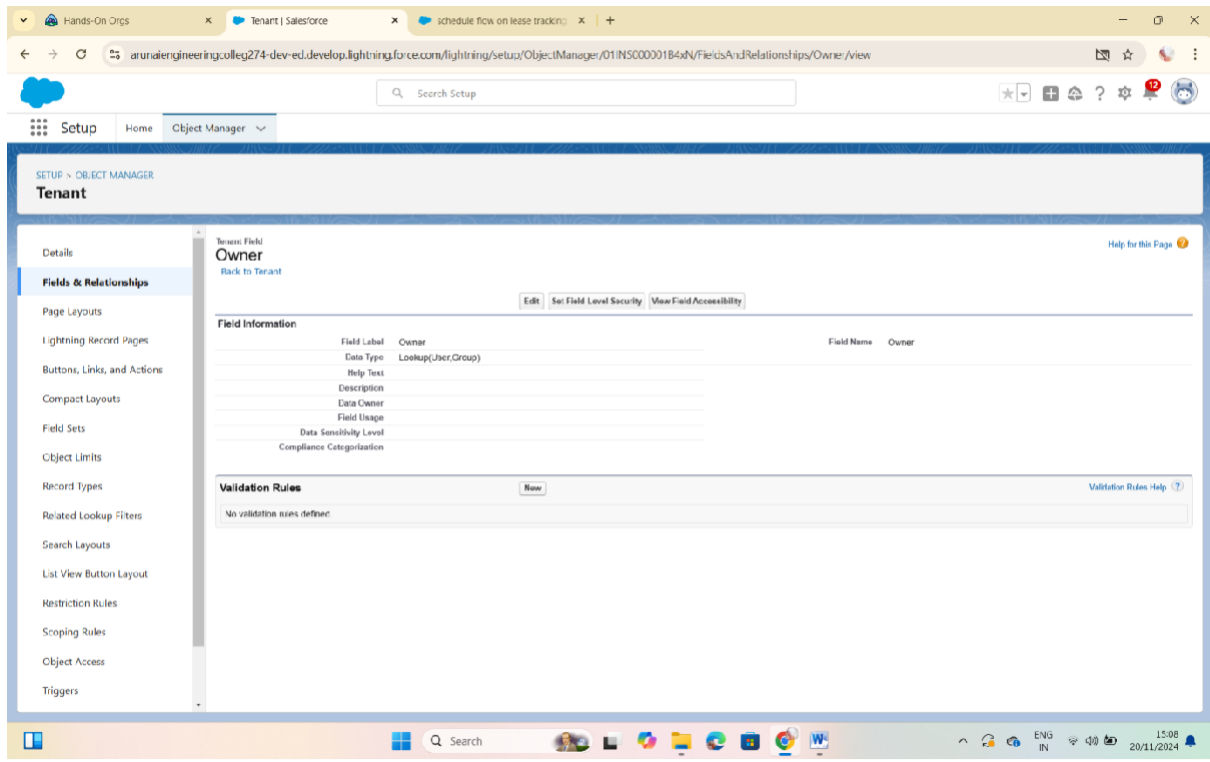 Hands-On Orgs
Tenant | Salesforce
schedule flow on lease tracking
arunaiengineeringcolleg274-dev-ed.develop.lightning.force.com/lightning/setup/ObjectManager/01INS000001B4xN/FieldsAndRelationships/Owner/view
Search Setup
12
Setup
Home
Object Manager
SETUP > OBJECT MANAGER
Tenant
Details
Fields & Relationships
Page Layouts
Lightning Record Pages
Buttons, Links, and Actions
Compact Layouts
Field Sets
Object Limits
Record Types
Related Lookup Filters
Search Layouts
List View Button Layout
Restriction Rules
Scoping Rules
Object Access
Triggers
Tenant Field
Owner
Back to Tenant
Help for this Page
Edit Set Field Level Security View Field Accessibility
Field Information
Field Label Owner Field Name Owner
Data Type Lookup(User,Group)
Help Text
Description
Data Owner
Field Usage
Data Sensitivity Level
Compliance Categorization
Validation Rules New Validation Rules Help
No validation rules defined.
Search
ENG
IN
15:08
20/11/2024